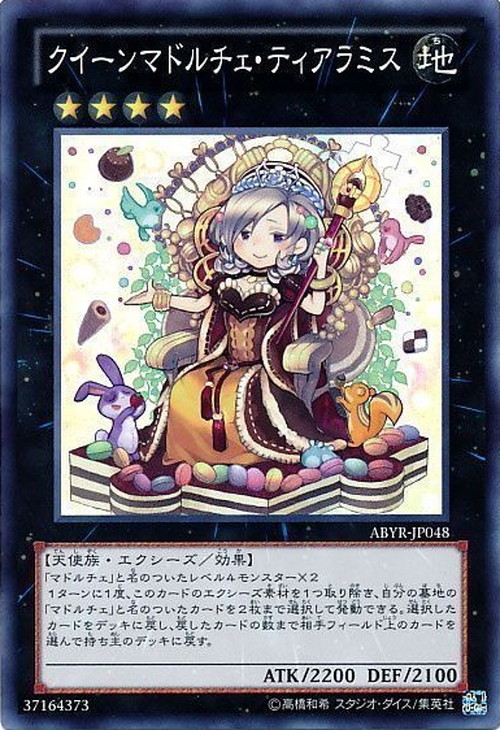 クイーンマドルチェ・ティアラミス
地
ABYR-JP048
【天使族・エクシーズ/効果】
「マドルチェ」と名のついたレベル4モンスター×2
1ターンに1度、このカードのエクシーズ素材を1つ取り除き、自分の墓地の
「マドルチェ」と名のついたカードを2枚まで選択して発動できる。選択した
カードをデッキに戻し、戻したカードの数まで相手フィールド上のカードを
選んで持ち主のデッキに戻す。
ATK/2200 DEF/2100
37164373
©高橋和希 スタジオ・ダイス/集英社